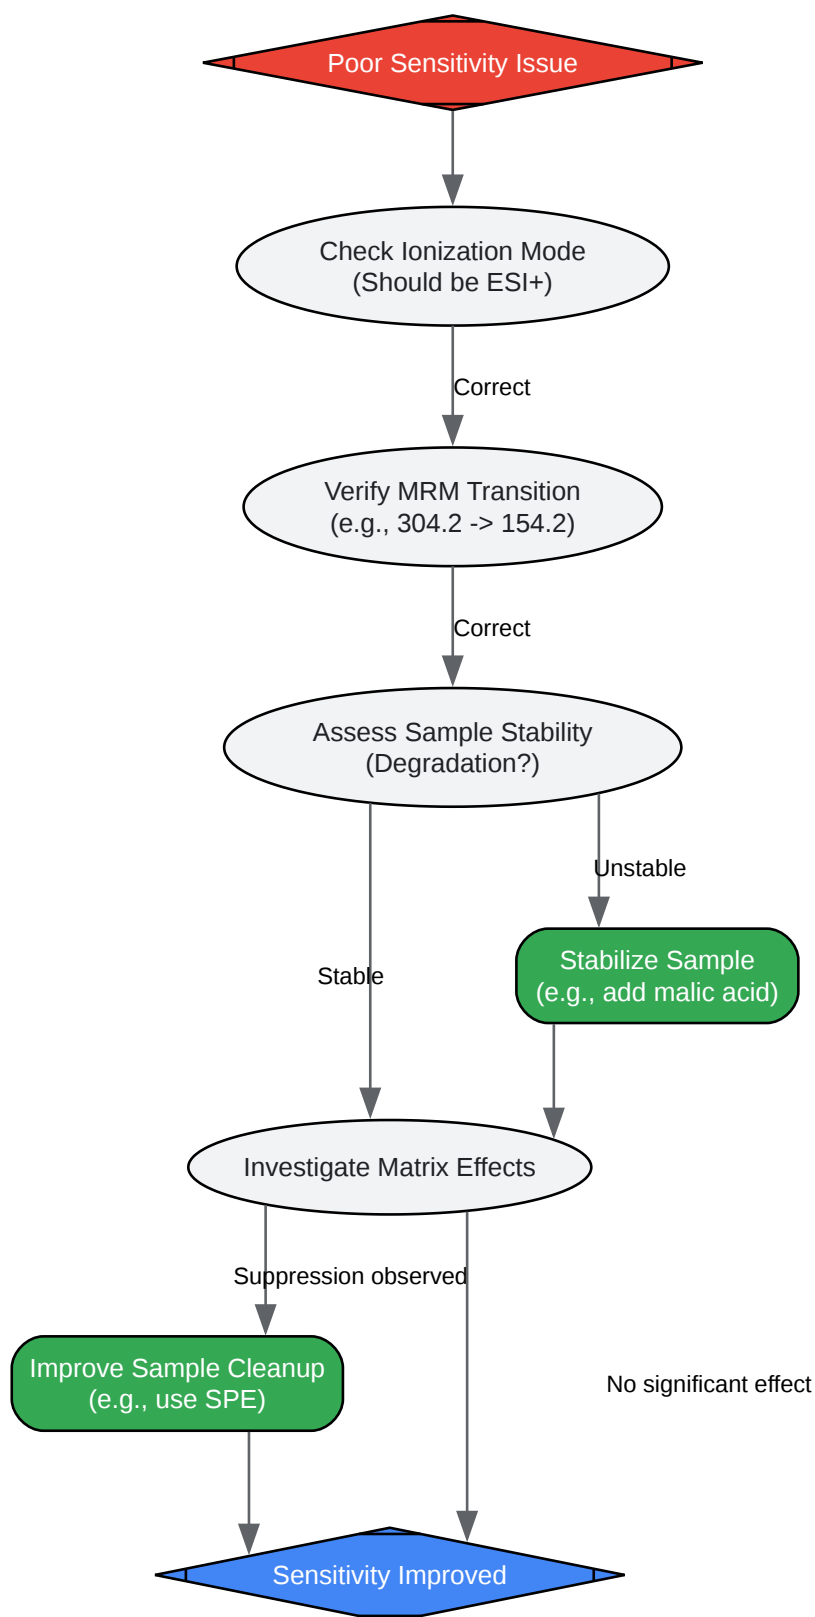 Poor Sensitivity Issue
Check Ionization Mode
(Should be ESI+)
Correct
Verify MRM Transition
(e.g., 304.2 -> 154.2)
Correct
Assess Sample Stability
(Degradation?)
Unstable
Stabilize Sample
(e.g., add malic acid)
Stable
Investigate Matrix Effects
Suppression observed
Improve Sample Cleanup
(e.g., use SPE)
No significant effect
Sensitivity Improved